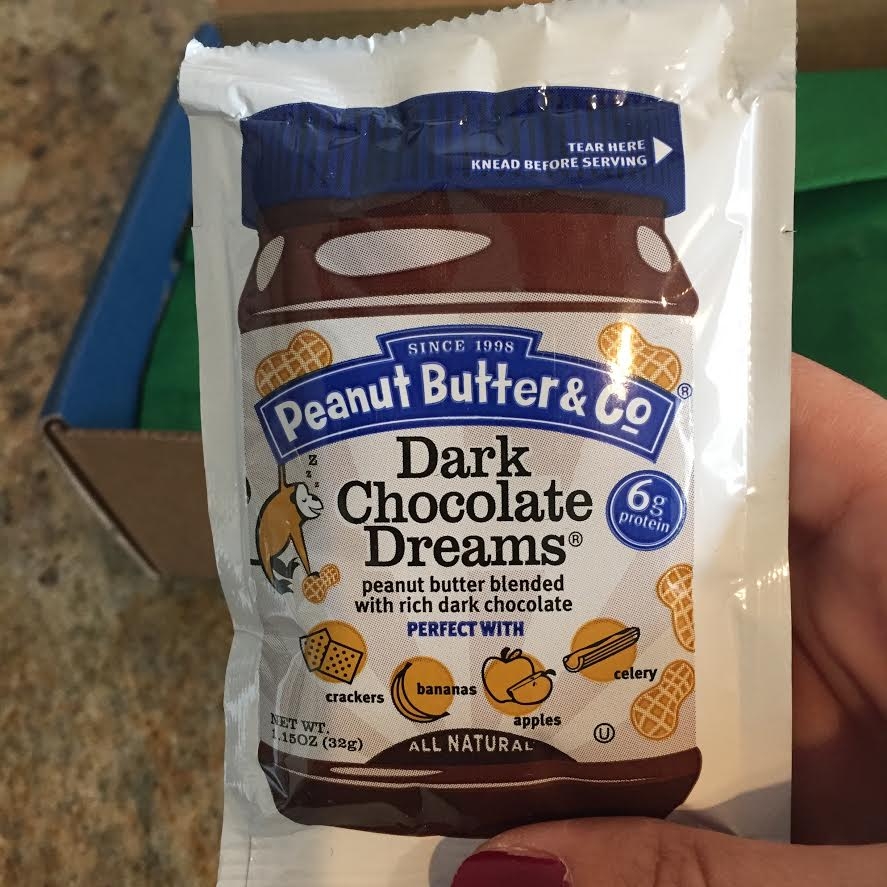 TEAR HERE
KNEAD BEFORE SERVING
SINCE 1998
Peanut Butter & Co®
Dark
Chocolate
Dreams®
6g
protein
z
z
z
peanut butter blended
with rich dark chocolate
PERFECT WITH
crackers
bananas
apples
celery
NET WT.
1.15OZ (32g)
ALL NATURAL
U